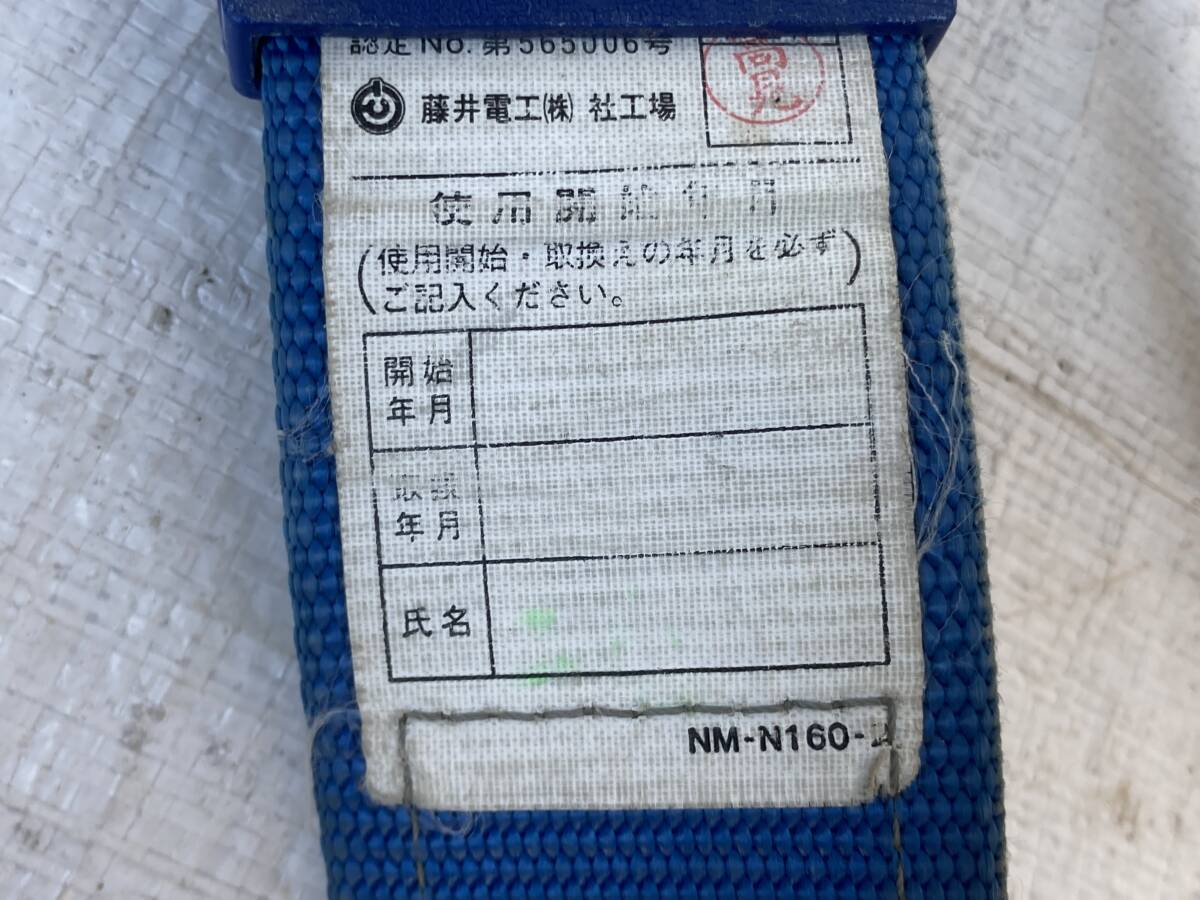 認定No.第565006号
藤井電工(株) 社工場
使用開始年月
(使用開始・取換えの年月を必ず
ご記入ください。)
開始
年月
取換
年月
氏名
NM-N160-